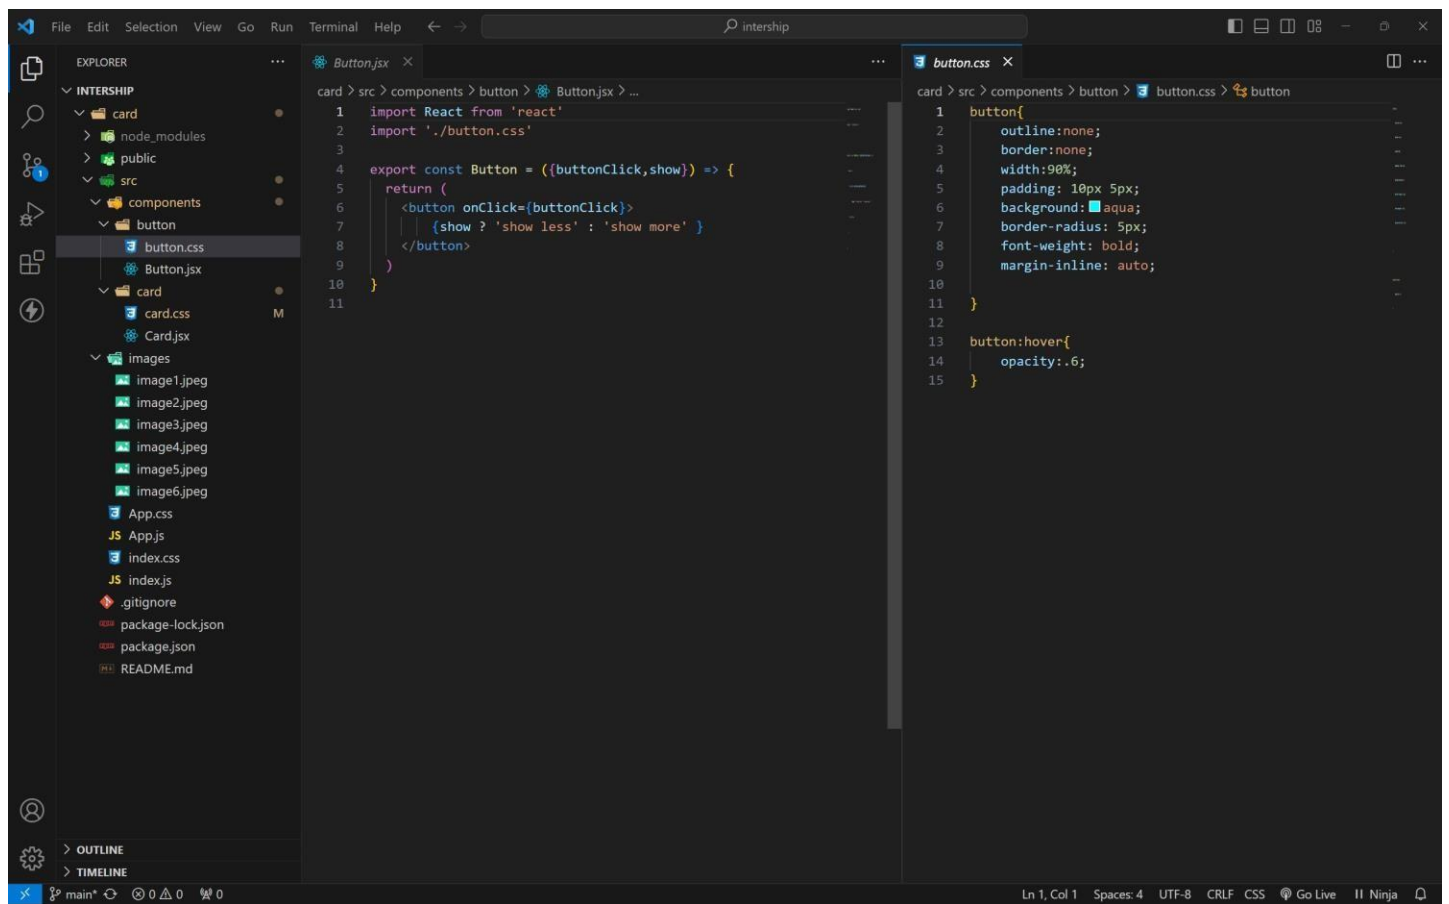 File Edit Selection View Go Run Terminal Help intership
EXPLORER
INTERSHIP
card
node_modules
public
src
components
button
button.css
Button.jsx
card
card.css M
Card.jsx
images
image1.jpeg
image2.jpeg
image3.jpeg
image4.jpeg
image5.jpeg
image6.jpeg
App.css
JS App.js
index.css
JS index.js
.gitignore
package-lock.json
package.json
README.md
OUTLINE
TIMELINE
1
Button.jsx
card > src > components > button > Button.jsx > ...
1 import React from 'react'
2 import './button.css'
3
4 export const Button = ({buttonClick,show}) => {
5 return (
6 <button onClick={buttonClick}>
7 {show ? 'show less' : 'show more' }
8 </button>
9 )
10 }
11
button.css
card > src > components > button > button.css > button
1 button{
2 outline:none;
3 border:none;
4 width:90%;
5 padding: 10px 5px;
6 background: aqua;
7 border-radius: 5px;
8 font-weight: bold;
9 margin-inline: auto;
10
11 }
12
13 button:hover{
14 opacity:.6;
15 }
main* 0 0 0 Ln 1, Col 1 Spaces: 4 UTF-8 CRLF CSS Go Live Ninja